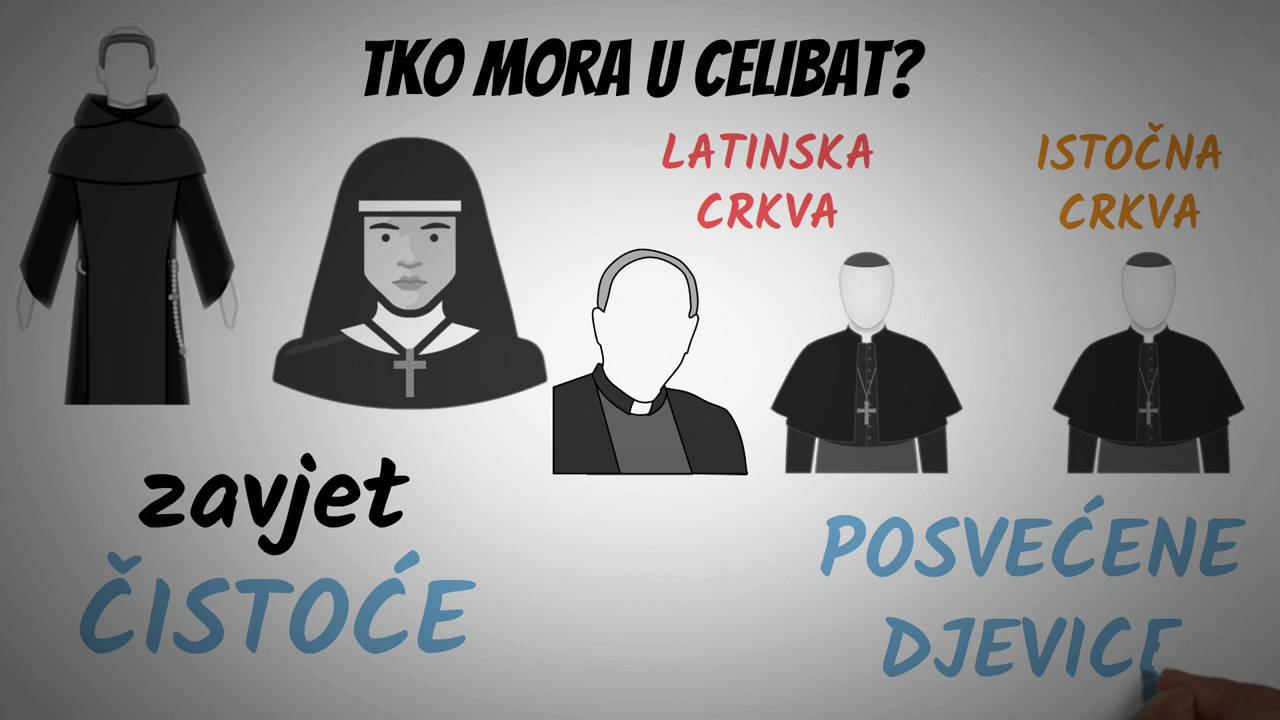 TKO MORA U CELIBAT?
LATINSKA
CRKVA
ISTOČNA
CRKVA
zavjet
ČISTOĆE
POSVEĆENE
DJEVICE